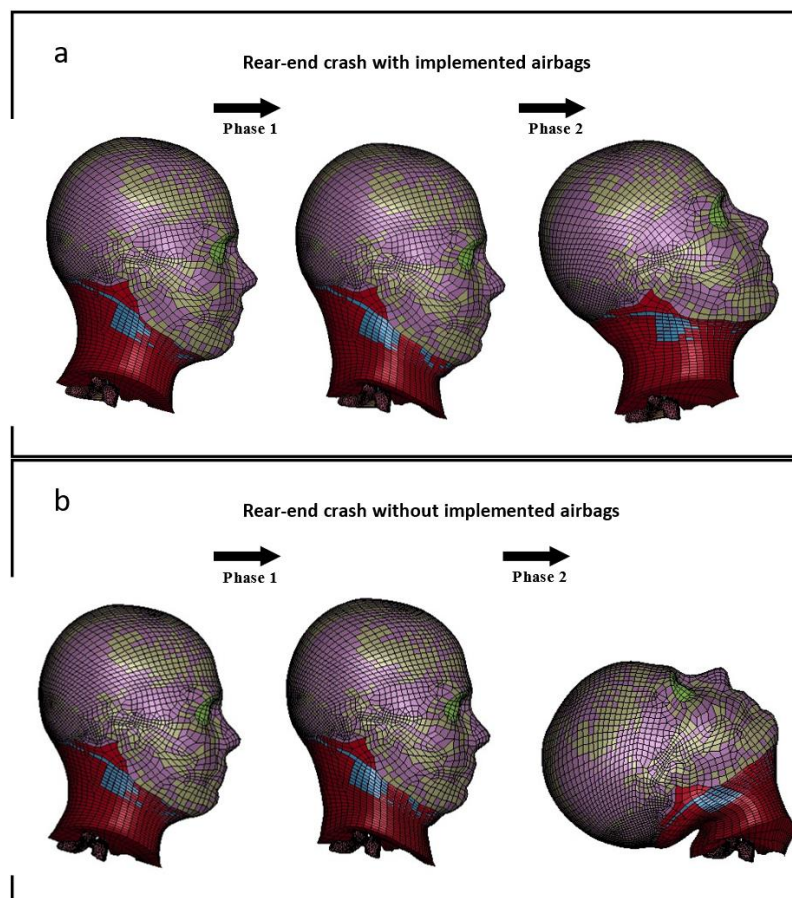 a
Rear-end crash with implemented airbags
Phase 1
Phase 2
b
Rear-end crash without implemented airbags
Phase 1
Phase 2